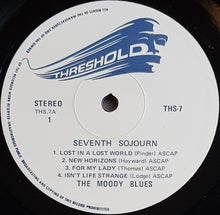 THRESHOLD
STEREO
THS.7A
1
THS-7
SEVENTH SOJOURN
1. LOST IN A LOST WORLD (Pinder) ASCAP
2. NEW HORIZONS (Hayward) ASCAP
3. FOR MY LADY (Thomas) ASCAP
4. ISN'T LIFE STRANGE (Lodge) ASCAP
THE MOODY BLUES